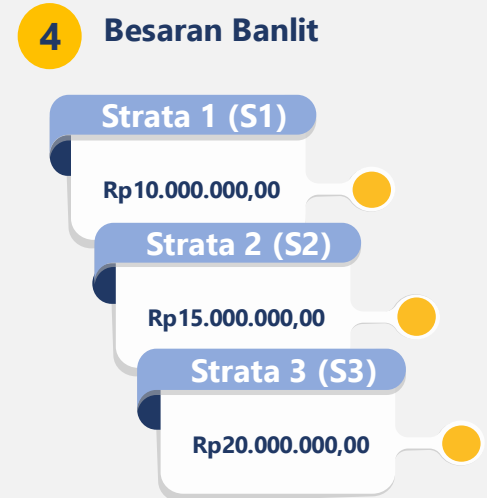 4
Besaran Banlit
Strata 1 (S1)
Rp10.000.000,00
Strata 2 (S2)
Rp15.000.000,00
Strata 3 (S3)
Rp20.000.000,00